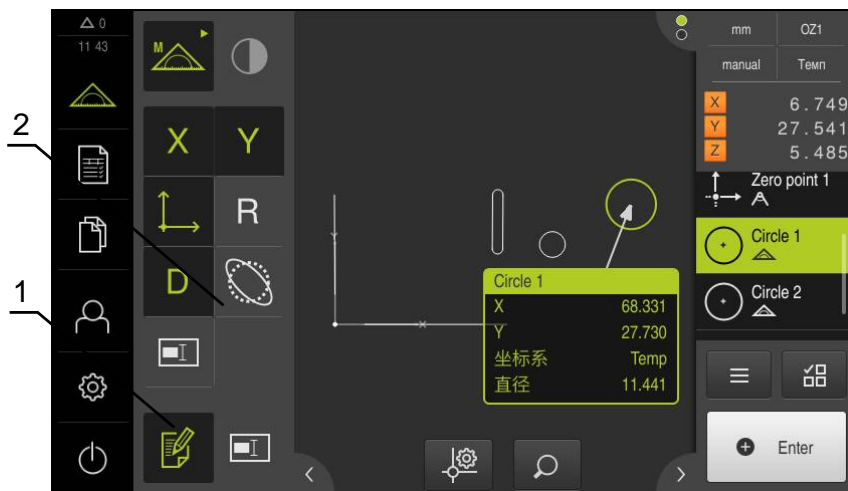 0
11 43
M
X Y
R
D
Y
X
Circle 1
X 68.331
Y 27.730
坐标系 Temp
直径 11.441
mm OZ1
manual Темп
X 6.749
Y 27.541
Z 5.485
Zero point 1
Circle 1
Circle 2
Enter
2
1